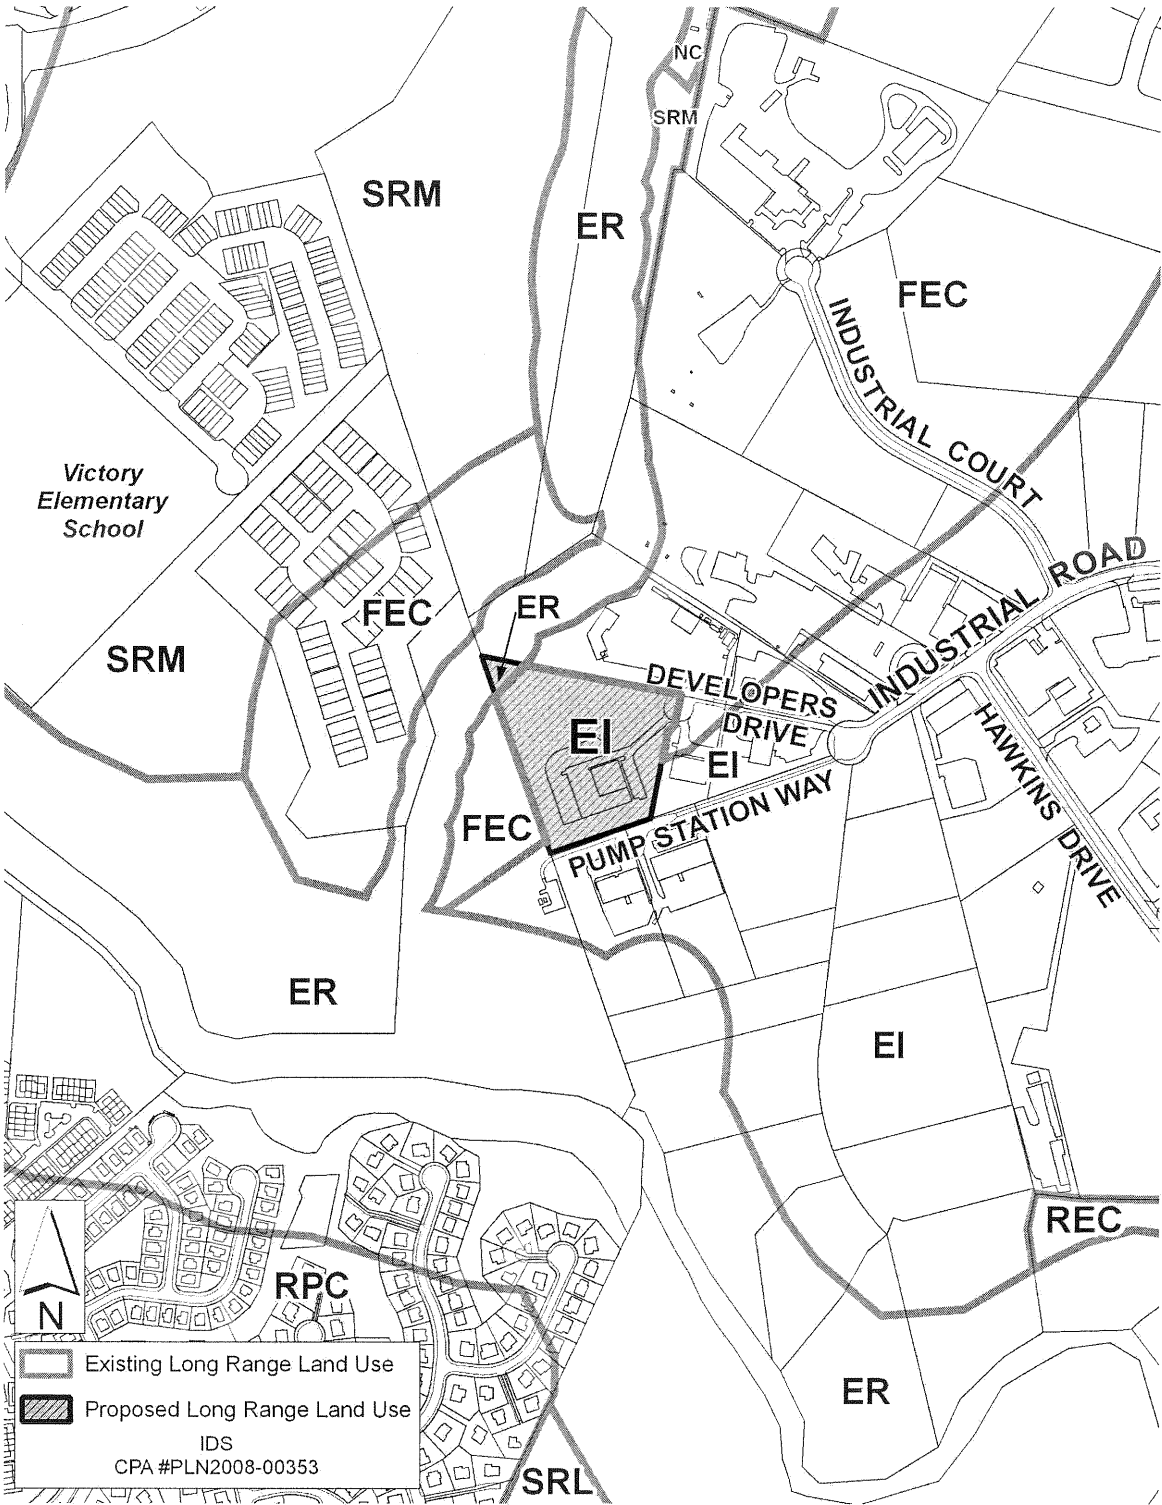 NC
SRM
SRM
ER
FEC
INDUSTRIAL COURT
Victory
Elementary
School
INDUSTRIAL ROAD
ER
FEC
SRM
DEVELOPERS
DRIVE
EI
EI
HAWKINS DRIVE
FEC
PUMP STATION WAY
ER
EI
REC
RPC
N
Existing Long Range Land Use
Proposed Long Range Land Use
IDS
CPA #PLN2008-00353
ER
SRL